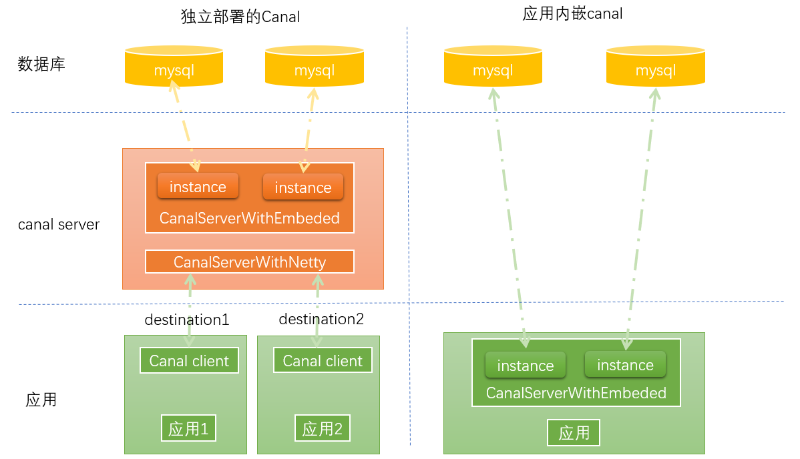 独立部署的Canal
应用内嵌canal
数据库
mysql
mysql
mysql
mysql
canal server
instance
instance
CanalServerWithEmbeded
CanalServerWithNetty
destination1
destination2
应用
Canal client
应用1
Canal client
应用2
instance
instance
CanalServerWithEmbeded
应用